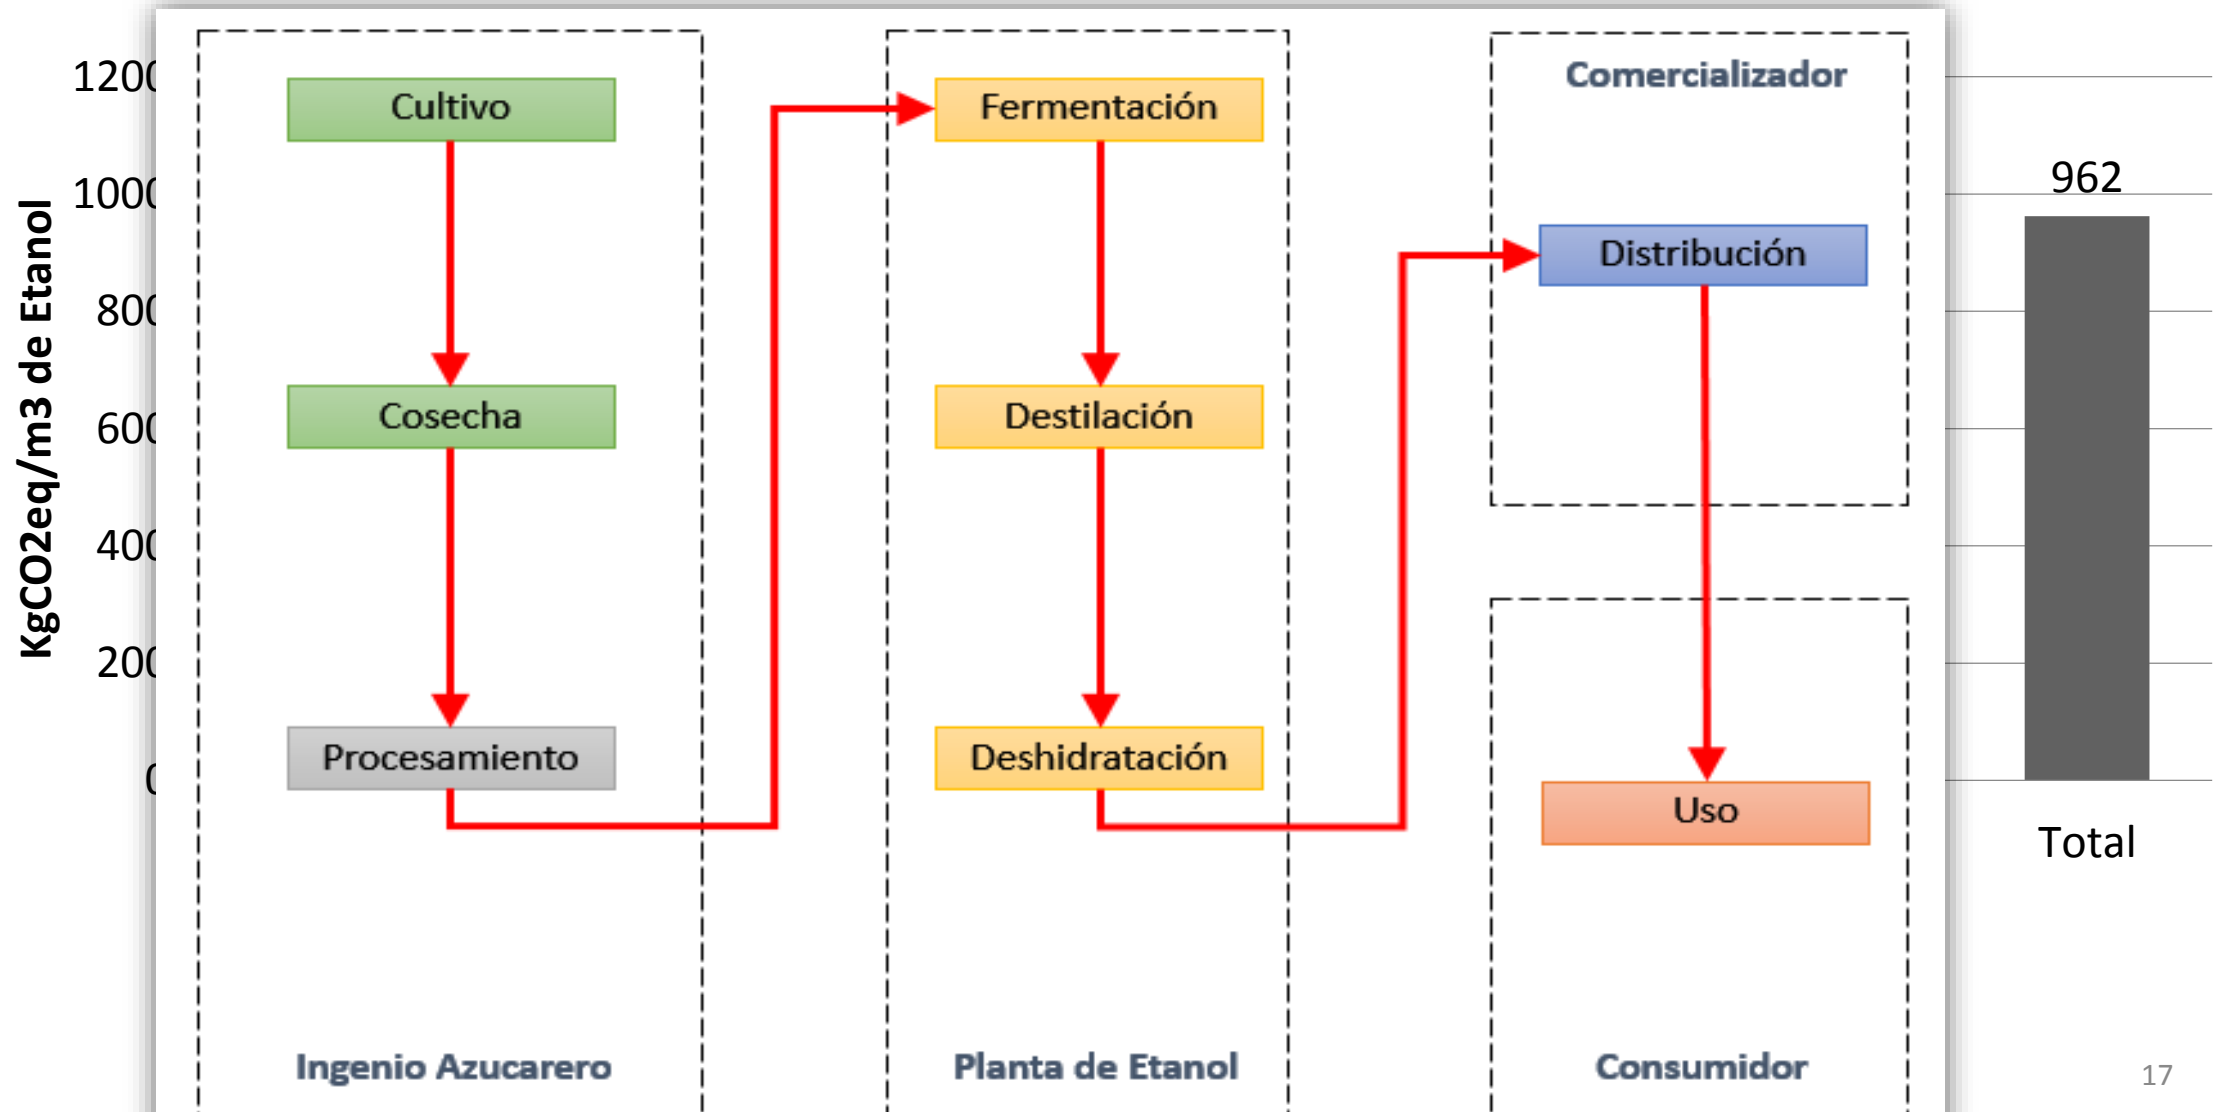 KgCO2eq/m3 de Etanol
1200
1000
800
600
400
200
0
Cultivo
Cosecha
Procesamiento
Ingenio Azucarero
Fermentación
Destilación
Deshidratación
Planta de Etanol
Comercializador
Distribución
Uso
Consumidor
962
Total
17